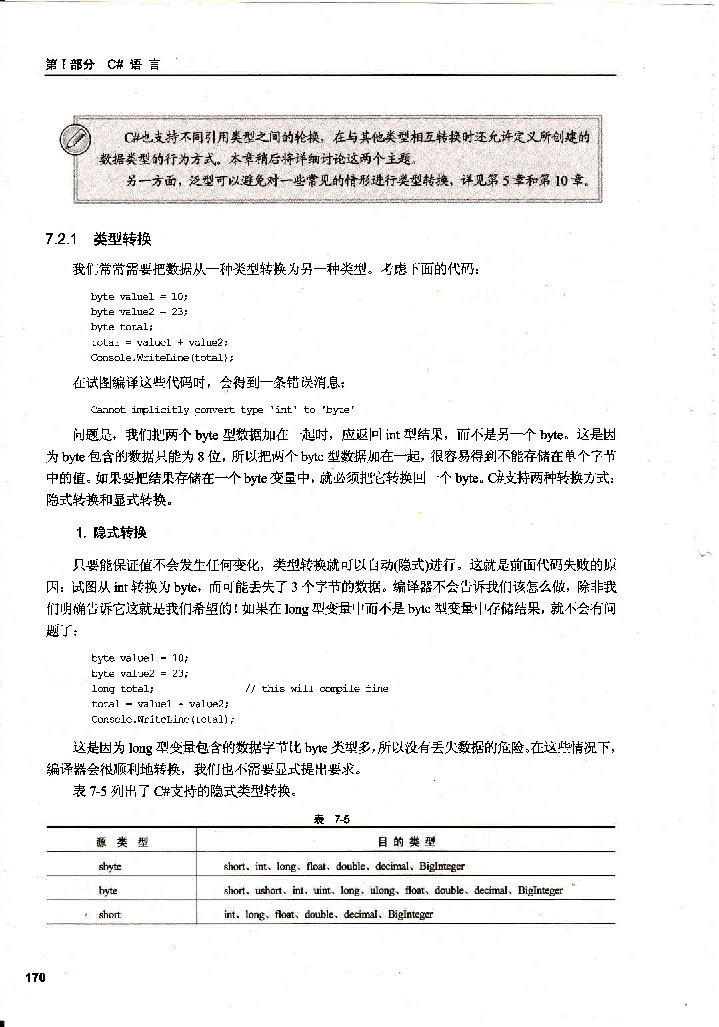 第Ⅰ部分 C# 语 言
C#也支持不同引用类型之间的轮换，在与其他类型相互转换时还允许定义所创建的
数据类型的行为方式。本章稍后将详细讨论这两个主题。
另一方面，泛型可以避免对一些常见的情形进行类型转换，详见第 5 章和第 10 章。
7.2.1 类型转换
我们常常需要把数据从一种类型转换为另一种类型。考虑下面的代码：
byte value1 = 10;
byte value2 = 23;
byte total;
total = value1 + value2;
Console.WriteLine(total);
在试图编译这些代码时，会得到一条错误消息：
Cannot implicitly convert type 'int' to 'byte'
问题是，我们把两个 byte 型数据加在一起时，应返回 int 型结果，而不是另一个 byte。这是因
为 byte 包含的数据只能为 8 位，所以把两个 byte 型数据加在一起，很容易得到不能存储在单个字节
中的值。如果要把结果存储在一个 byte 变量中，就必须把它转换回一个 byte。C#支持两种转换方式：
隐式转换和显式转换。
1. 隐式转换
只要能保证值不会发生任何变化，类型转换就可以自动(隐式)进行。这就是前面代码失败的原
因：试图从 int 转换为 byte，而可能丢失了 3 个字节的数据。编译器不会告诉我们该怎么做，除非我
们明确告诉它这就是我们希望的！如果在 long 型变量中而不是 byte 型变量中存储结果，就不会有问
题了：
byte value1 = 10;
byte value2 = 23;
long total; // this will compile fine
total = value1 + value2;
Console.WriteLine(total);
这是因为 long 型变量包含的数据字节比 byte 类型多，所以没有丢失数据的危险。在这些情况下，
编译器会很顺利地转换，我们也不需要显式提出要求。
表 7-5 列出了 C#支持的隐式类型转换。
表 7-5
源 类 型 目 的 类 型
sbyte short、int、long、float、double、decimal、BigInteger
byte short、ushort、int、uint、long、ulong、float、double、decimal、BigInteger
short int、long、float、double、decimal、BigInteger
170